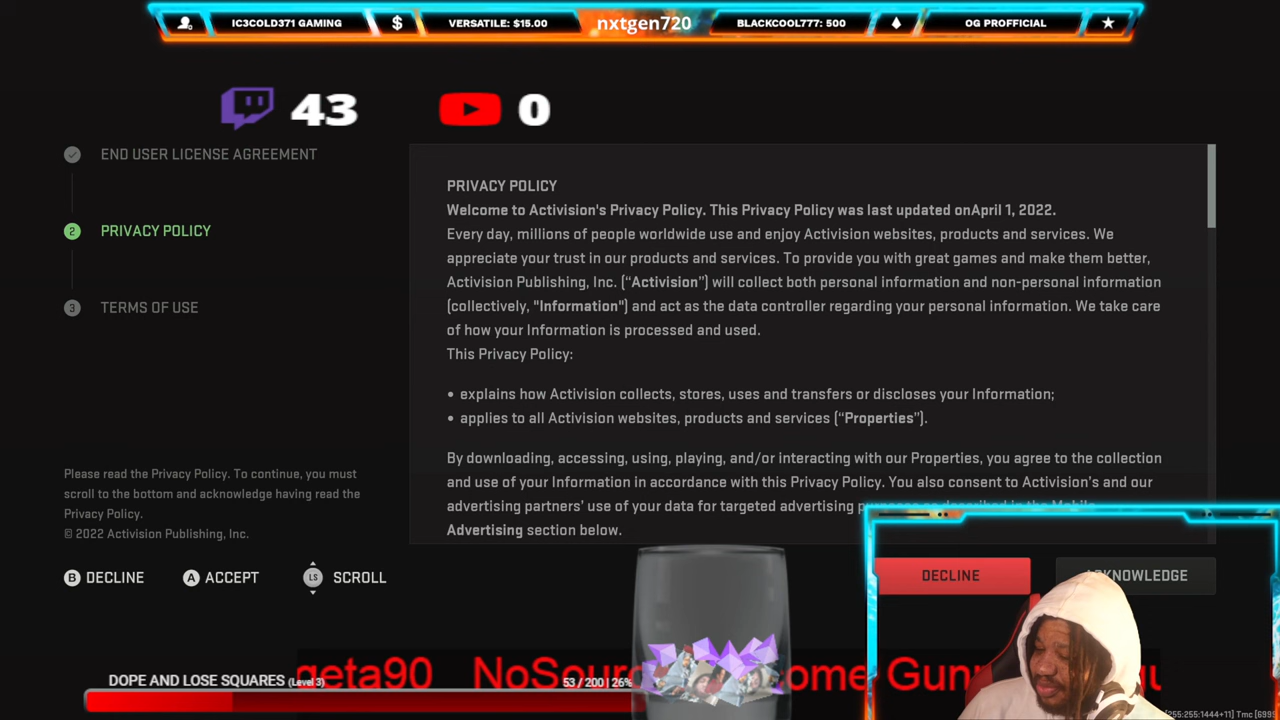 IC3COLD371 GAMING
$
VERSATILE: $15.00
nxtgen720
BLACKCOOL777: 500
OG PROFFICIAL
43
0
END USER LICENSE AGREEMENT
2 PRIVACY POLICY
3 TERMS OF USE
PRIVACY POLICY
Welcome to Activision's Privacy Policy. This Privacy Policy was last updated onApril 1, 2022.
Every day, millions of people worldwide use and enjoy Activision websites, products and services. We
appreciate your trust in our products and services. To provide you with great games and make them better,
Activision Publishing, Inc. (“Activision”) will collect both personal information and non-personal information
(collectively, "Information") and act as the data controller regarding your personal information. We take care
of how your Information is processed and used.
This Privacy Policy:
• explains how Activision collects, stores, uses and transfers or discloses your Information;
• applies to all Activision websites, products and services (“Properties”).
By downloading, accessing, using, playing, and/or interacting with our Properties, you agree to the collection
and use of your Information in accordance with this Privacy Policy. You also consent to Activision's and our
advertising partners' use of your data for targeted advertising purposes as described in the Mobile
Advertising section below.
Please read the Privacy Policy. To continue, you must
scroll to the bottom and acknowledge having read the
Privacy Policy.
© 2022 Activision Publishing, Inc.
B DECLINE
A ACCEPT
LS SCROLL
DECLINE
ACKNOWLEDGE
geta90 NoSour ome Gun
DOPE AND LOSE SQUARES (Level 3)
53 / 200 | 26%